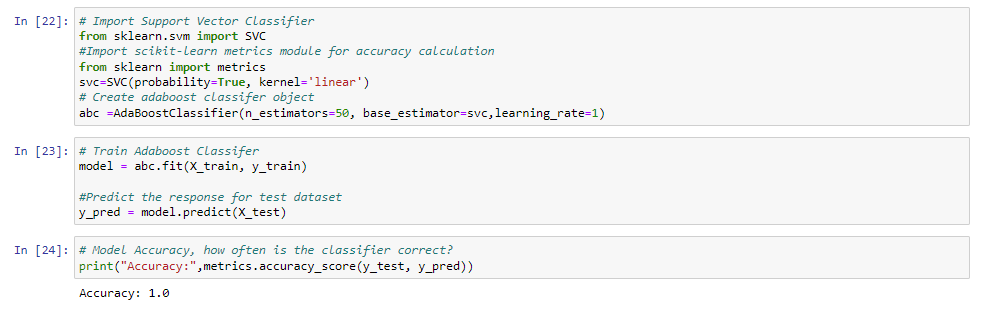 In [22]: # Import Support Vector Classifier
from sklearn.svm import SVC
#Import scikit-learn metrics module for accuracy calculation
from sklearn import metrics
svc=SVC(probability=True, kernel='linear')
# Create adaboost classifer object
abc =AdaBoostClassifier(n_estimators=50, base_estimator=svc,learning_rate=1)
In [23]: # Train Adaboost Classifer
model = abc.fit(X_train, y_train)
#Predict the response for test dataset
y_pred = model.predict(X_test)
In [24]: # Model Accuracy, how often is the classifier correct?
print("Accuracy:",metrics.accuracy_score(y_test, y_pred))
Accuracy: 1.0